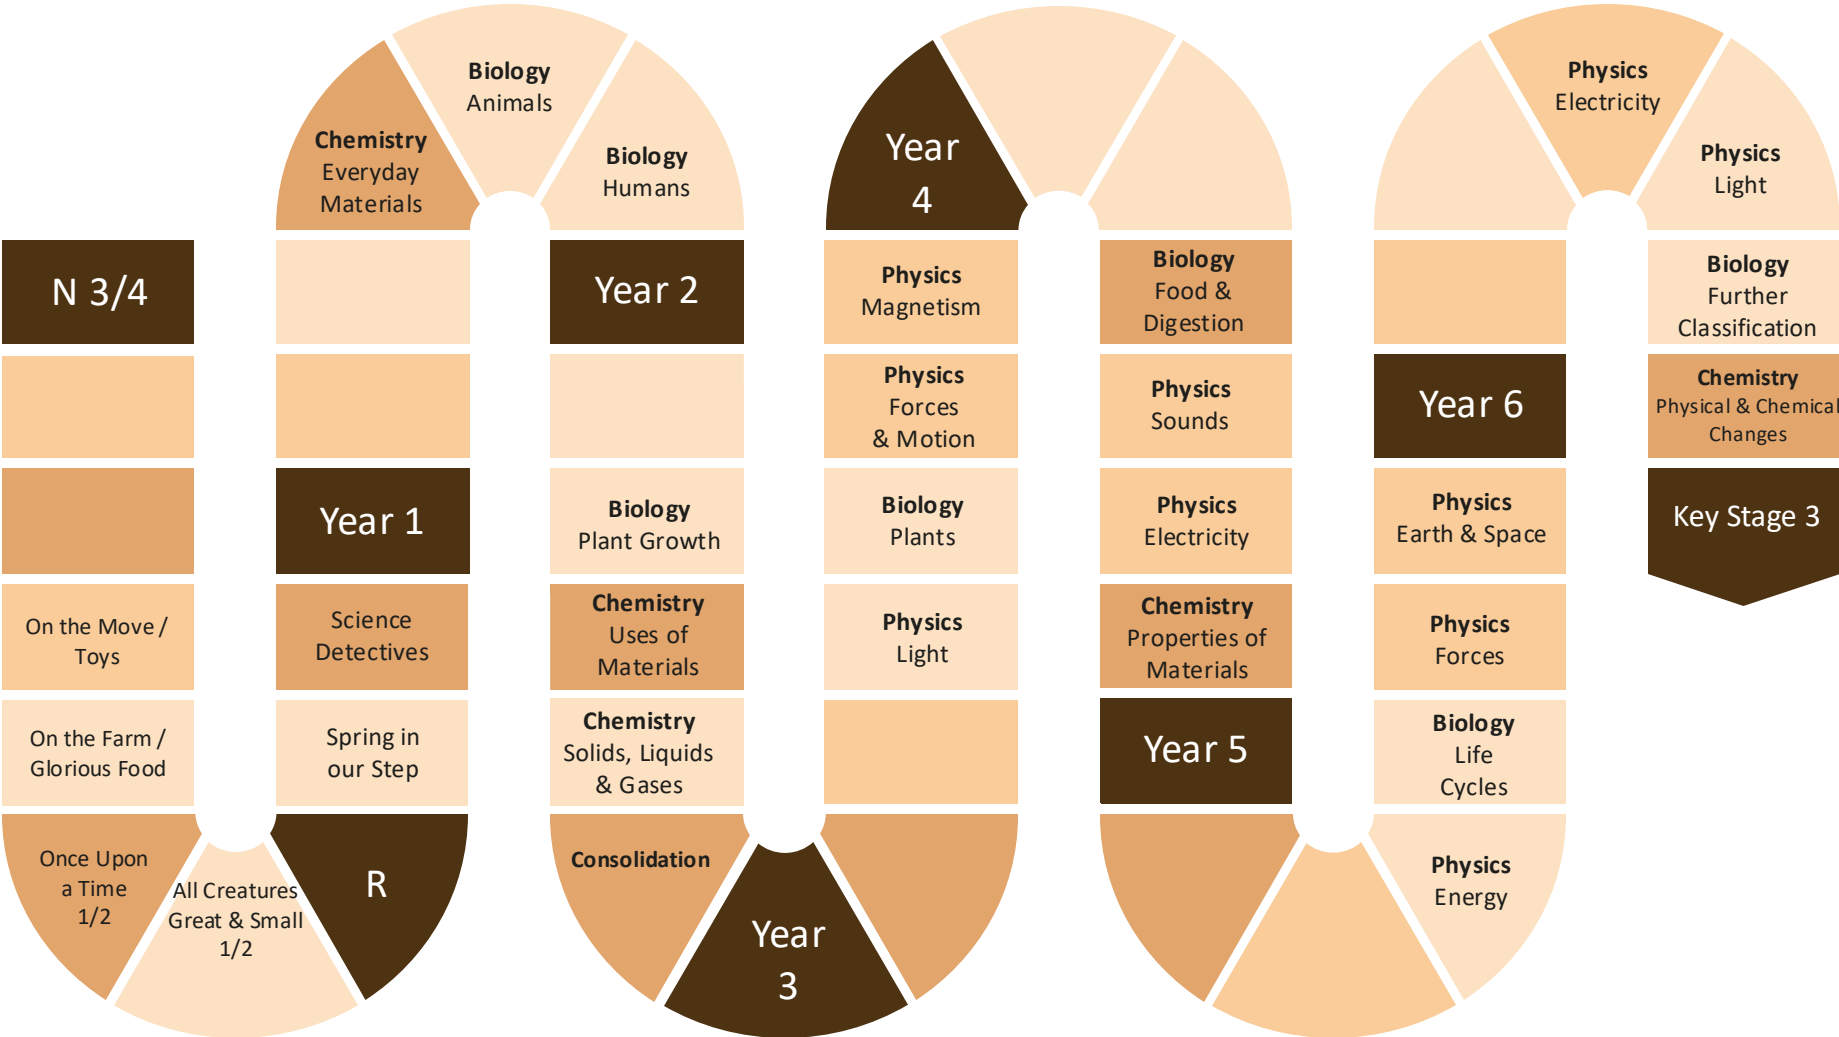 N 3/4
On the Move /
Toys
On the Farm /
Glorious Food
Once Upon
a Time
1/2
All Creatures
Great & Small
1/2
R
Spring in
our Step
Science
Detectives
Year 1
Chemistry
Everyday
Materials
Biology
Animals
Biology
Humans
Year 2
Biology
Plant Growth
Chemistry
Uses of
Materials
Chemistry
Solids, Liquids
& Gases
Consolidation
Year
3
Physics
Light
Biology
Plants
Physics
Forces
& Motion
Physics
Magnetism
Year
4
Biology
Food &
Digestion
Physics
Sounds
Physics
Electricity
Chemistry
Properties of
Materials
Year 5
Physics
Energy
Biology
Life
Cycles
Physics
Forces
Physics
Earth & Space
Year 6
Physics
Electricity
Physics
Light
Biology
Further
Classification
Chemistry
Physical & Chemical
Changes
Key Stage 3